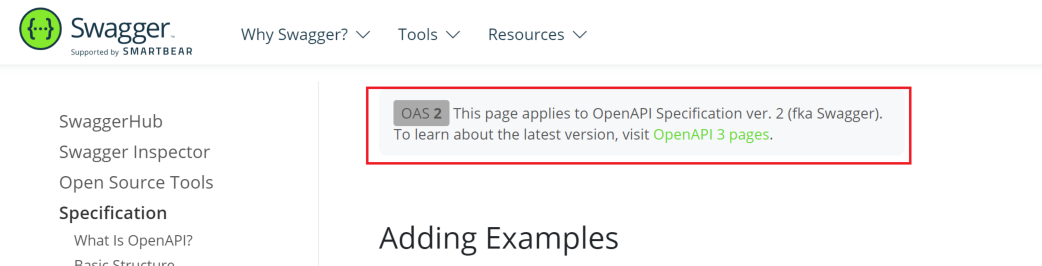 {··} Swagger™
Supported by SMARTBEAR
Why Swagger? Tools Resources
OAS 2 This page applies to OpenAPI Specification ver. 2 (fka Swagger).
To learn about the latest version, visit OpenAPI 3 pages.
SwaggerHub
Swagger Inspector
Open Source Tools
Specification
What Is OpenAPI?
Basic Structure
Adding Examples